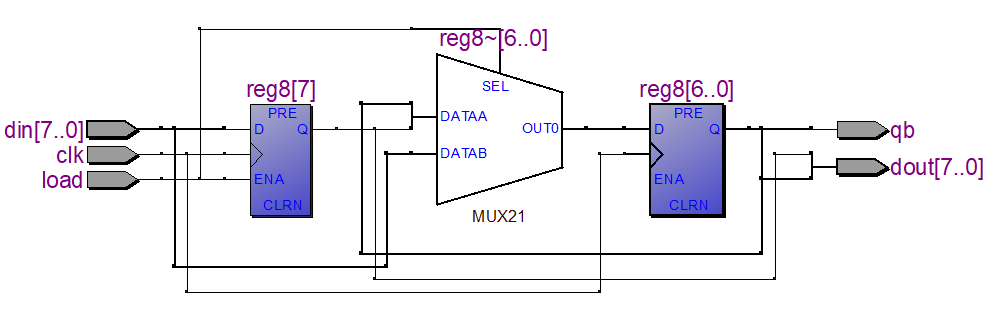 reg8~[6..0]
SEL
DATAA
DATAB
OUT0
MUX21
reg8[7]
PRE
D
Q
ENA
CLRN
reg8[6..0]
PRE
D
Q
ENA
CLRN
din[7..0]
clk
load
qb
dout[7..0]